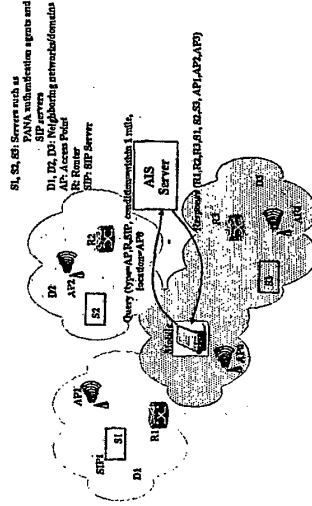 S1, S2, S3: Servers such as
PANA authentication agents and
SIP servers
D1, D2, D3: Neighboring networks/domains
AP: Access Point
R: Router
SIP: SIP Server
D2
AP2
R2
S2
AIS
Server
Query (type=AP,R,SIP, condition=within 1 mile,
location=AP0)
AP1
SIP1
S1
R1
D1
Mobile
(R1,R2,R3,S1, S2,S3, AP1,AP2,AP3)
R3
D3
S3